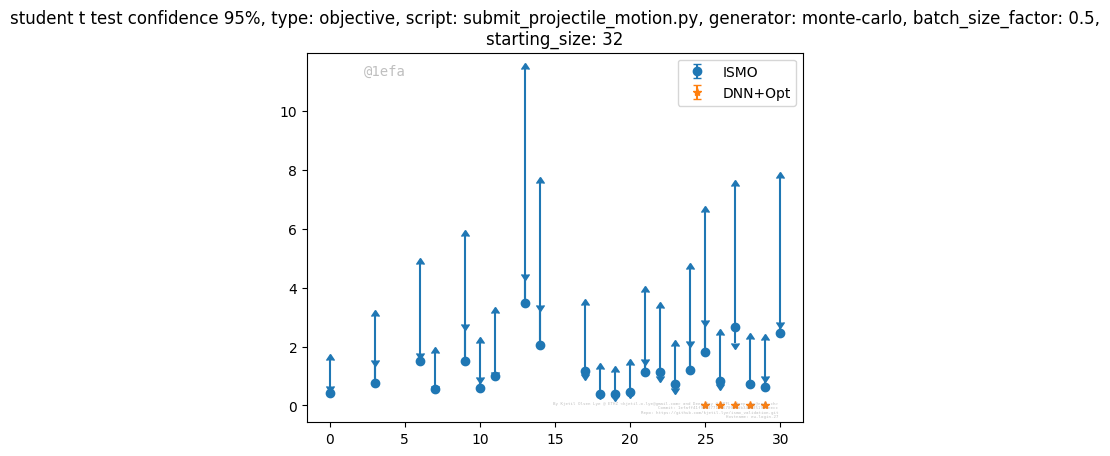 student t test confidence 95%, type: objective, script: submit_projectile_motion.py, generator: monte-carlo, batch_size_factor: 0.5,
starting_size: 32
@1efa
ISMO
DNN+Opt
10
8
6
4
2
0
0 5 10 15 20 25 30